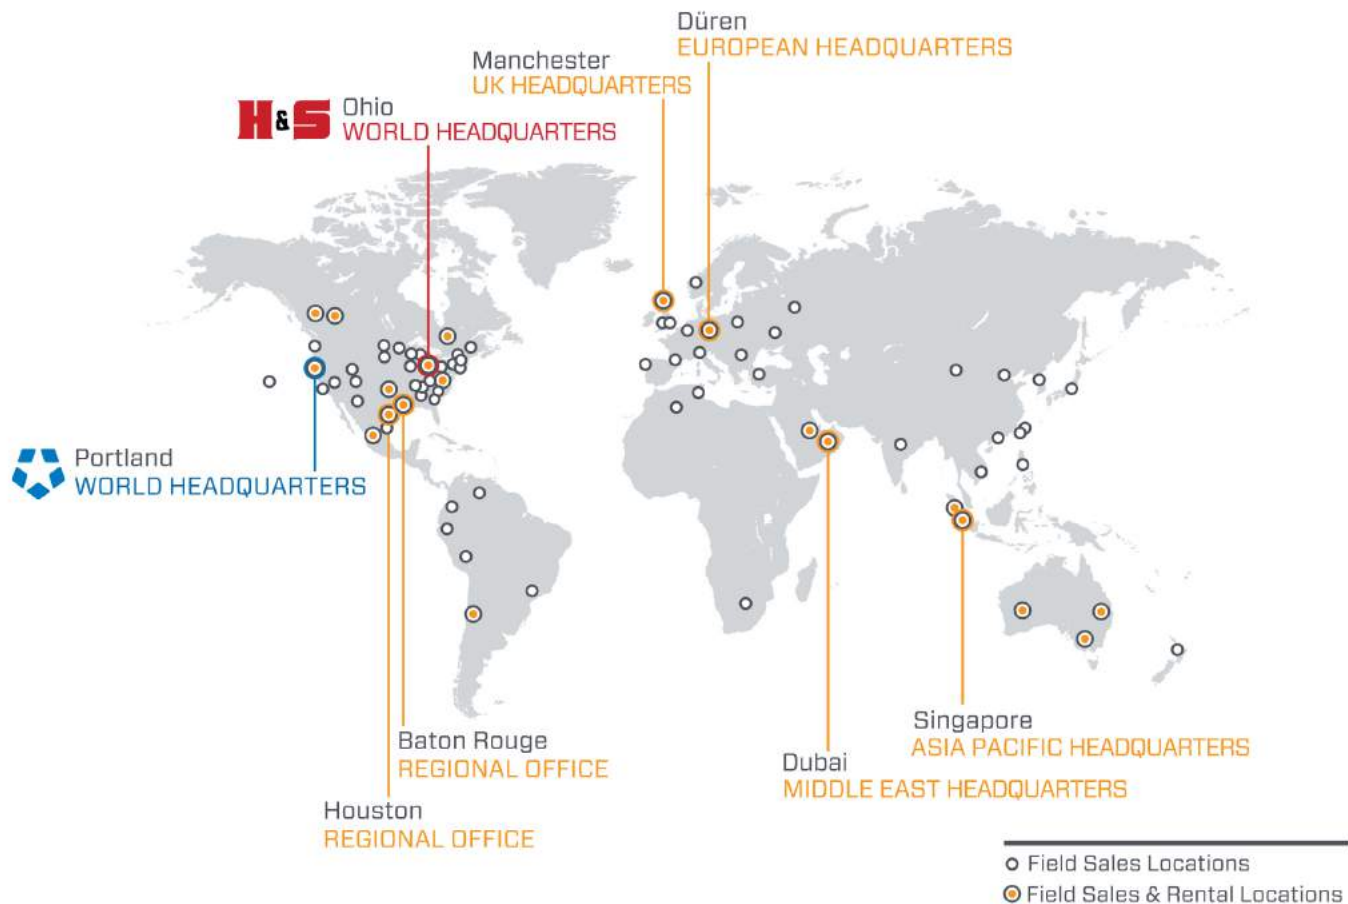 Düren
EUROPEAN HEADQUARTERS
Manchester
UK HEADQUARTERS
H&S
Ohio
WORLD HEADQUARTERS
Portland
WORLD HEADQUARTERS
Baton Rouge
REGIONAL OFFICE
Houston
REGIONAL OFFICE
Singapore
ASIA PACIFIC HEADQUARTERS
Dubai
MIDDLE EAST HEADQUARTERS
Field Sales Locations
Field Sales & Rental Locations